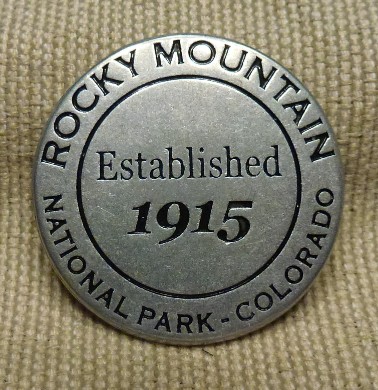 ROCKY MOUNTAIN
Established
1915
NATIONAL PARK - COLORADO